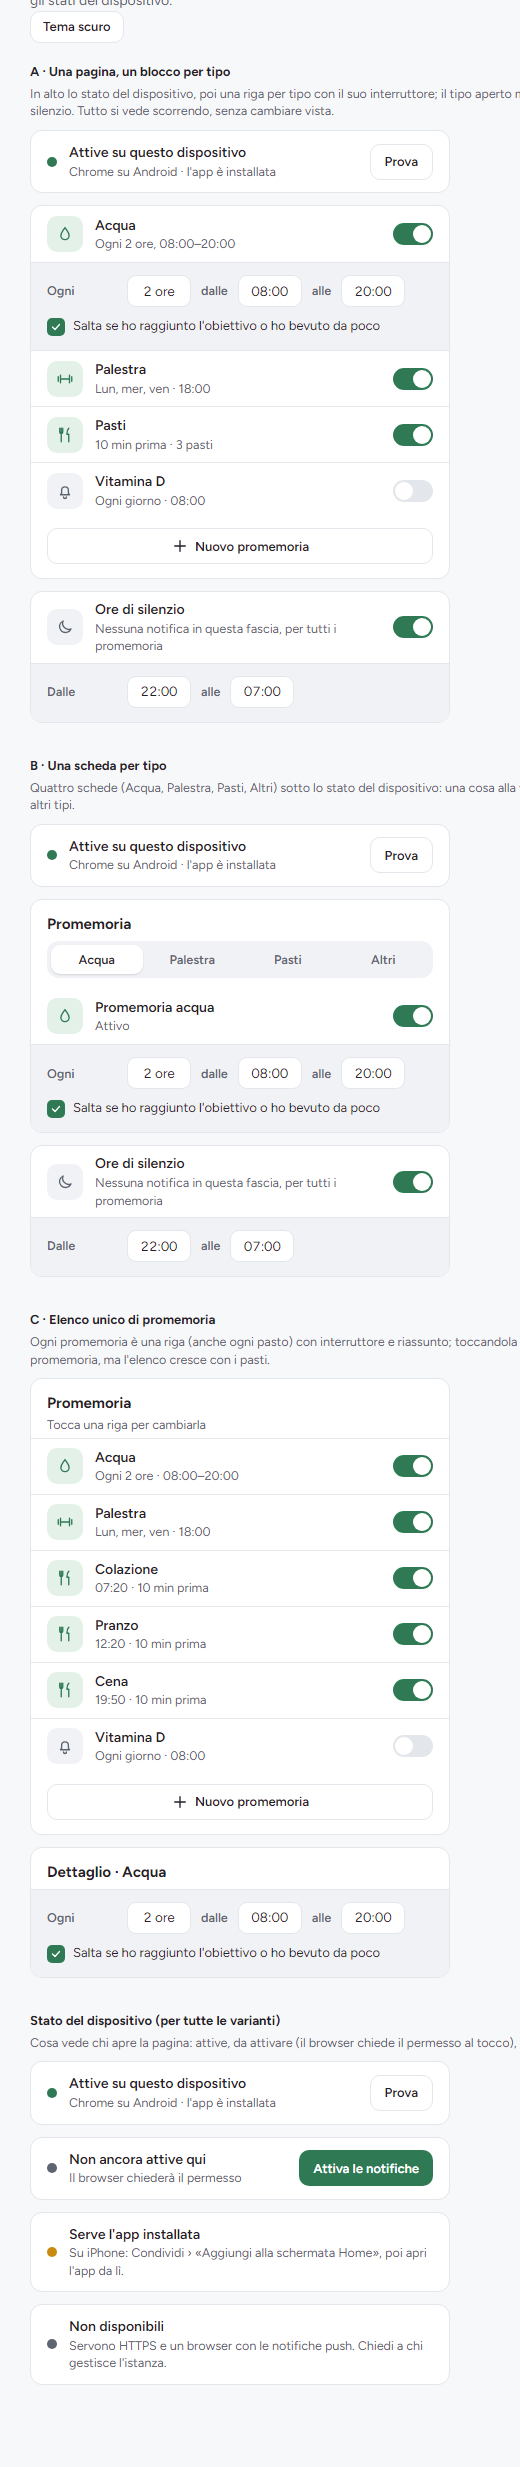 gli stati del dispositivo.
Tema scuro
A · Una pagina, un blocco per tipo
In alto lo stato del dispositivo, poi una riga per tipo con il suo interruttore; il tipo aperto
silenzio. Tutto si vede scorrendo, senza cambiare vista.
Attive su questo dispositivo
Chrome su Android · l'app è installata
Prova
Acqua
Ogni 2 ore, 08:00–20:00
Ogni 2 ore dalle 08:00 alle 20:00
Salta se ho raggiunto l'obiettivo o ho bevuto da poco
Palestra
Lun, mer, ven · 18:00
Pasti
10 min prima · 3 pasti
Vitamina D
Ogni giorno · 08:00
+ Nuovo promemoria
Ore di silenzio
Nessuna notifica in questa fascia, per tutti i
promemoria
Dalle 22:00 alle 07:00
B · Una scheda per tipo
Quattro schede (Acqua, Palestra, Pasti, Altri) sotto lo stato del dispositivo: una cosa alla
altri tipi.
Attive su questo dispositivo
Chrome su Android · l'app è installata
Prova
Promemoria
Acqua Palestra Pasti Altri
Promemoria acqua
Attivo
Ogni 2 ore dalle 08:00 alle 20:00
Salta se ho raggiunto l'obiettivo o ho bevuto da poco
Ore di silenzio
Nessuna notifica in questa fascia, per tutti i
promemoria
Dalle 22:00 alle 07:00
C · Elenco unico di promemoria
Ogni promemoria è una riga (anche ogni pasto) con interruttore e riassunto; toccandola
promemoria, ma l'elenco cresce con i pasti.
Promemoria
Tocca una riga per cambiarla
Acqua
Ogni 2 ore · 08:00–20:00
Palestra
Lun, mer, ven · 18:00
Colazione
07:20 · 10 min prima
Pranzo
12:20 · 10 min prima
Cena
19:50 · 10 min prima
Vitamina D
Ogni giorno · 08:00
+ Nuovo promemoria
Dettaglio · Acqua
Ogni 2 ore dalle 08:00 alle 20:00
Salta se ho raggiunto l'obiettivo o ho bevuto da poco
Stato del dispositivo (per tutte le varianti)
Cosa vede chi apre la pagina: attive, da attivare (il browser chiede il permesso al tocco),
Attive su questo dispositivo
Chrome su Android · l'app è installata
Prova
Non ancora attive qui
Il browser chiederà il permesso
Attiva le notifiche
Serve l'app installata
Su iPhone: Condividi › «Aggiungi alla schermata Home», poi apri
l'app da lì.
Non disponibili
Servono HTTPS e un browser con le notifiche push. Chiedi a chi
gestisce l'istanza.